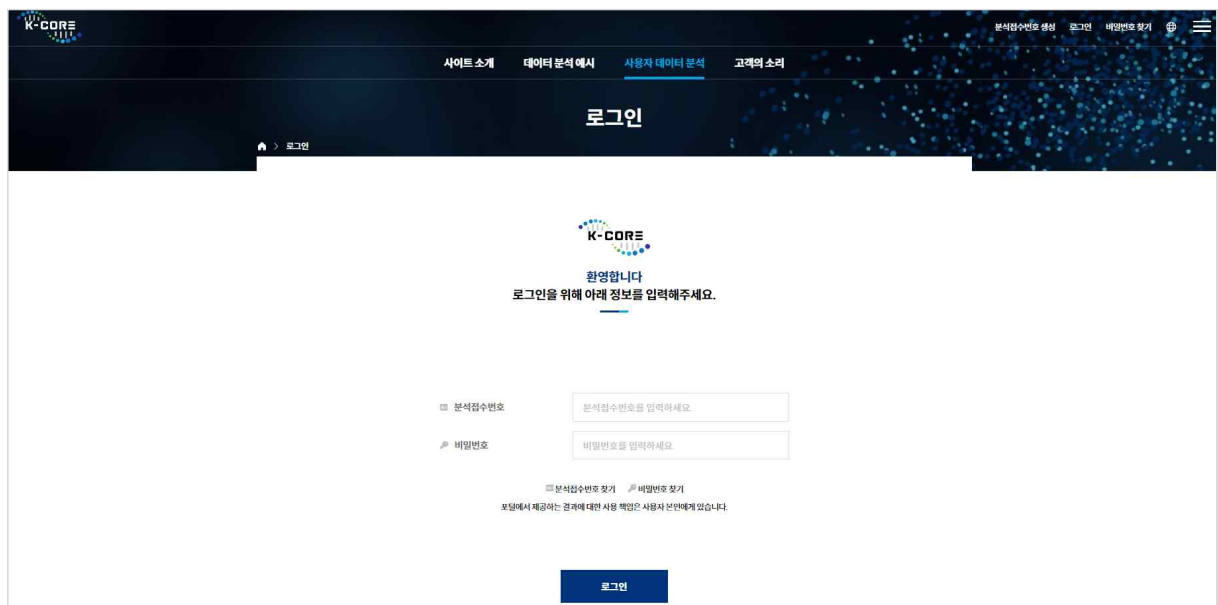 K-CORE
분석접수번호 생성 로그인 비밀번호 찾기
사이트 소개 데이터 분석 예시 사용자 데이터 분석 고객의 소리
로그인
> 로그인
K-CORE
환영합니다
로그인을 위해 아래 정보를 입력해주세요.
분석접수번호 분석접수번호를 입력하세요.
비밀번호 비밀번호를 입력하세요.
분석접수번호 찾기 비밀번호 찾기
포털에서 제공하는 결과에 대한 사용 책임은 사용자 본인에게 있습니다.
로그인